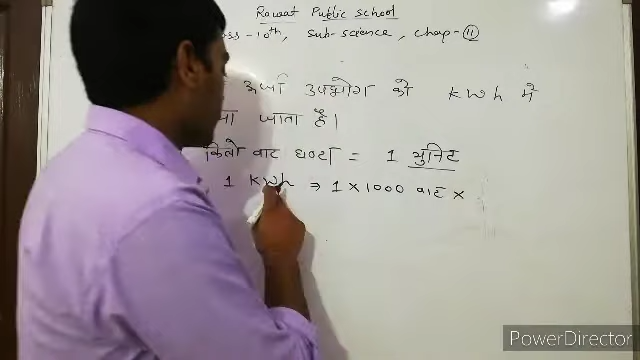 Rawat Public school
ss - 10th, sub-science, chap-11
ऊर्जा उपभोग को kwh मे
जाता है।
किलो वाट घण्टा = 1 युनिट
1 kwh ⇒ 1 × 1000 वाट ×
PowerDirector